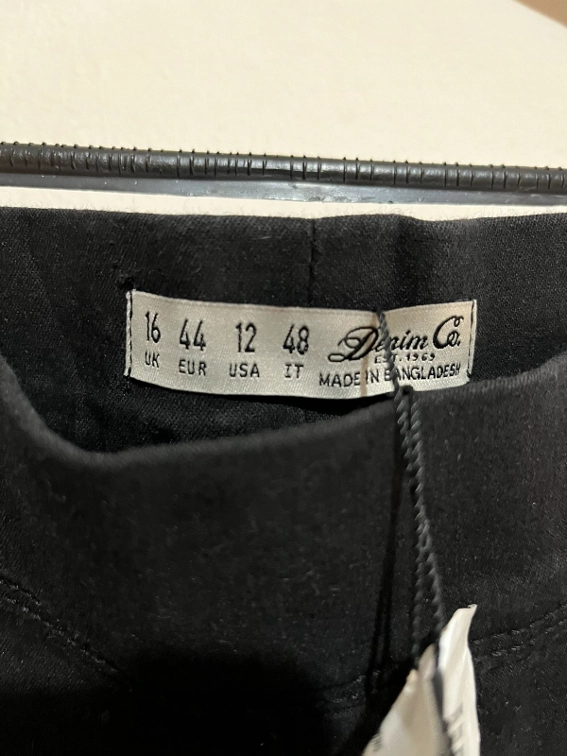 16 44 12 48 Denim Co.
UK EUR USA IT EST. 1969
MADE IN BANGLADESH